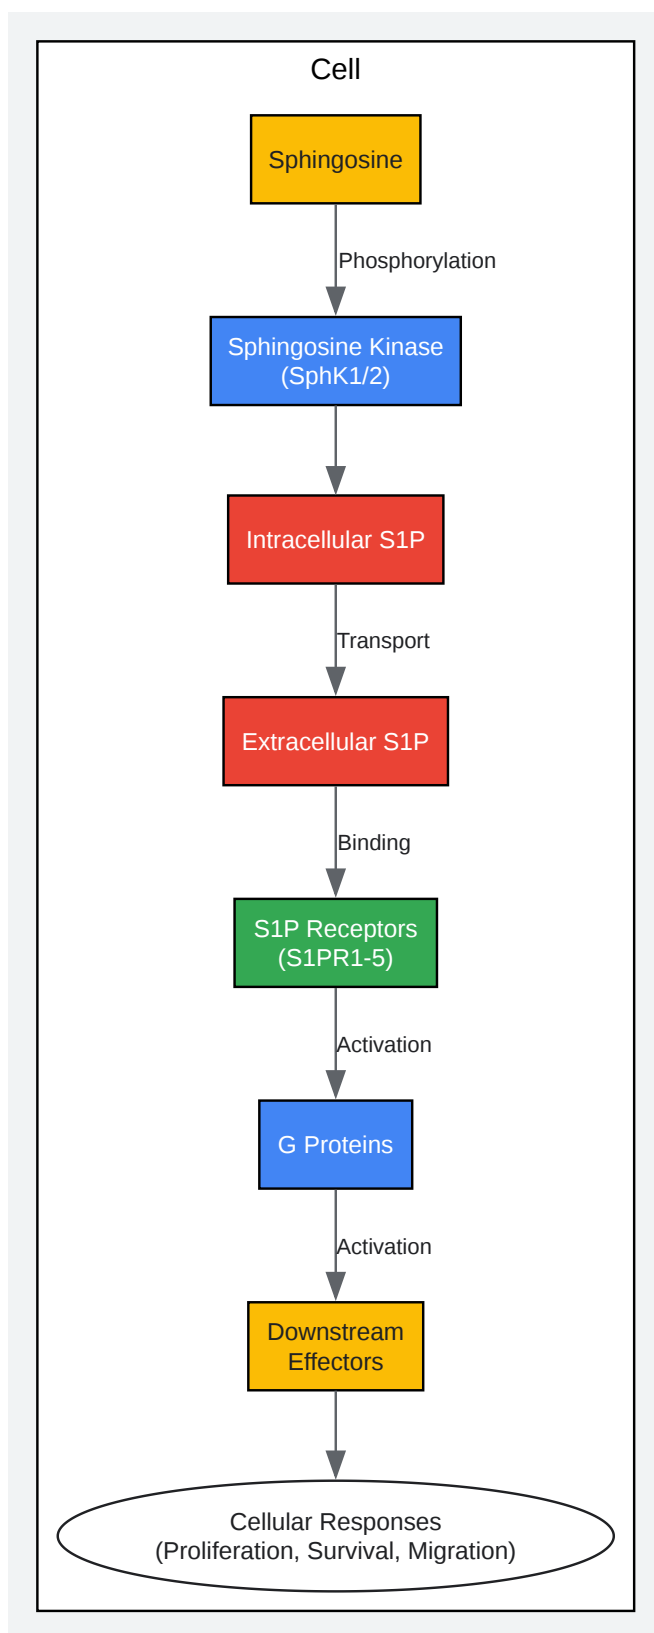 Cell
Sphingosine
Phosphorylation
Sphingosine Kinase
(SphK1/2)
Intracellular S1P
Transport
Extracellular S1P
Binding
S1P Receptors
(S1PR1-5)
Activation
G Proteins
Activation
Downstream
Effectors
Cellular Responses
(Proliferation, Survival, Migration)